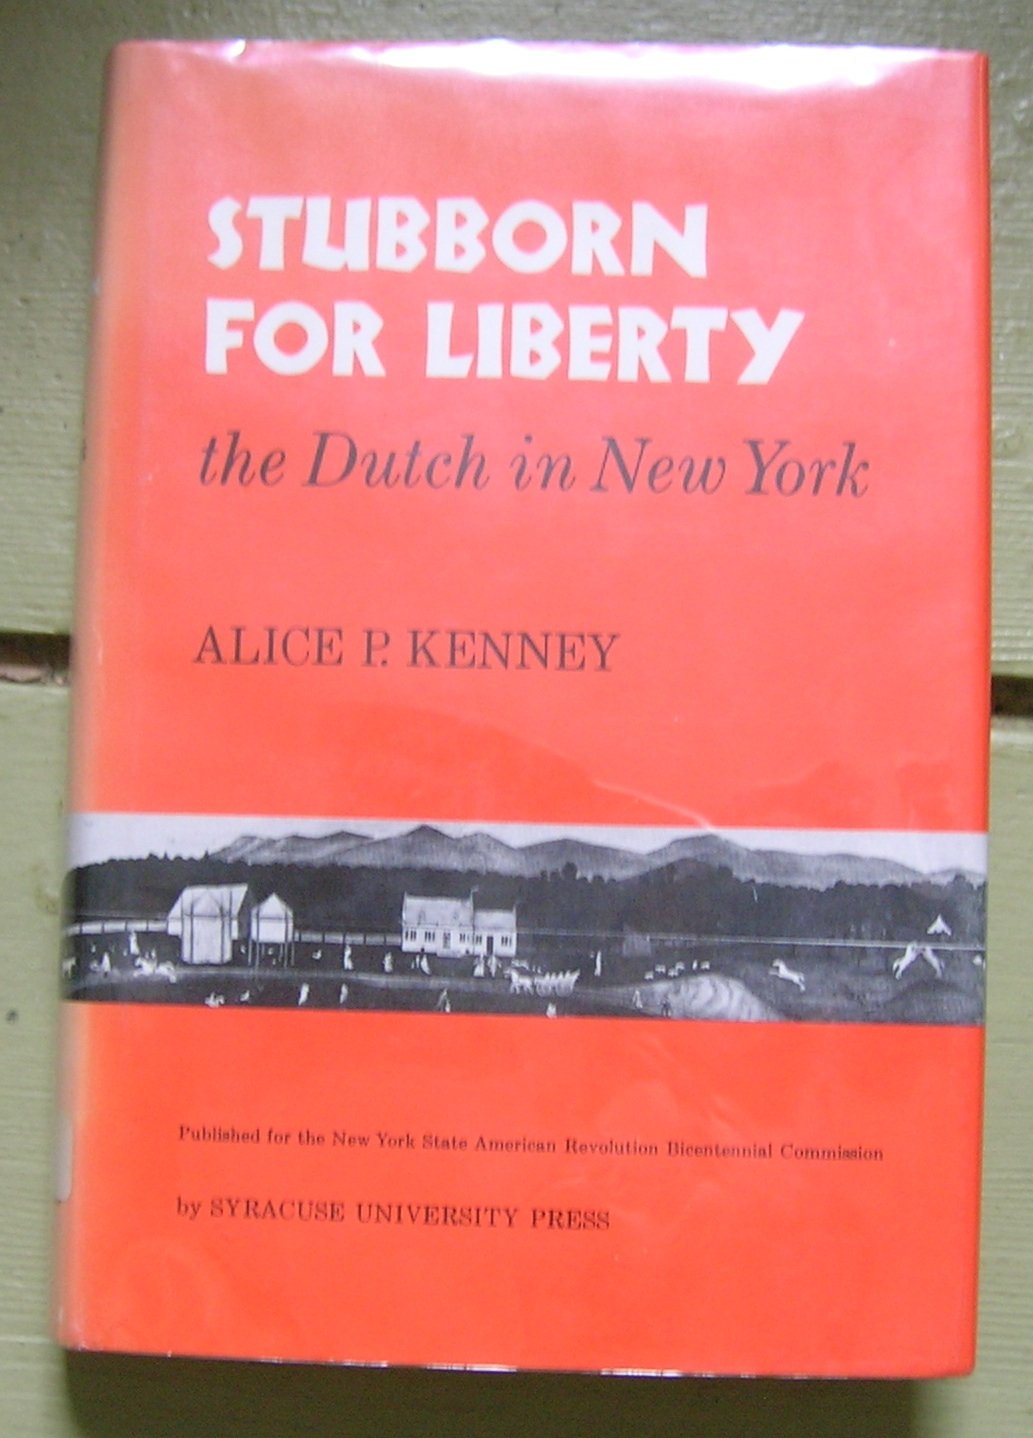 STUBBORN
FOR LIBERTY
the Dutch in New York
ALICE P. KENNEY
Published for the New York State American Revolution Bicentennial Commission
by SYRACUSE UNIVERSITY PRESS